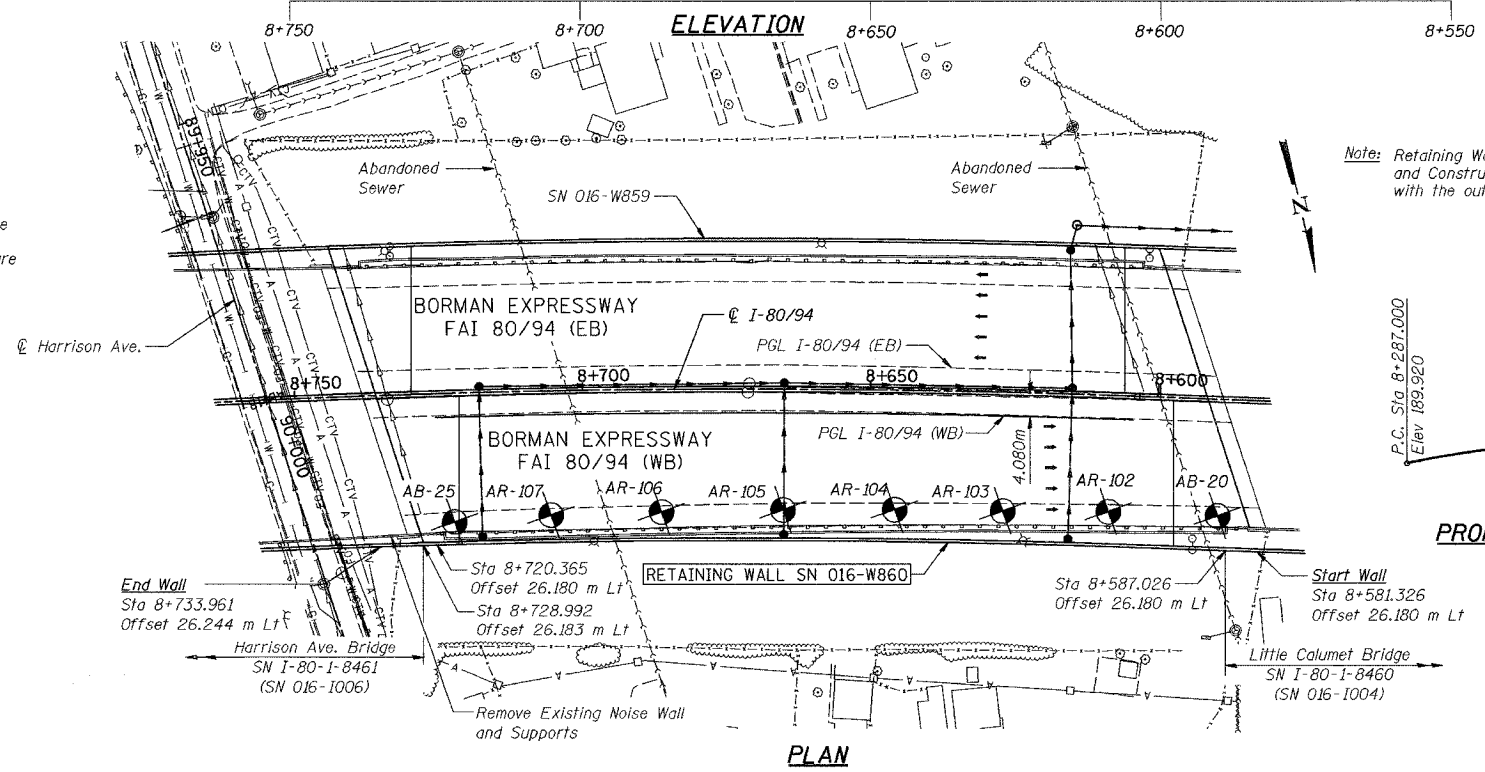 ELEVATION
8+750
8+700
8+650
8+600
8+550
89+950
Abandoned
Sewer
Abandoned
Sewer
SN 016-W859
N
Note: Retaining Wa
and Constru
with the out
BORMAN EXPRESSWAY
FAI 80/94 (EB)
℄ I-80/94
℄ Harrison Ave.
PGL I-80/94 (EB)
8+750
8+700
8+650
8+600
P.C. Sta 8+287.000
Elev 189.920
90+000
BORMAN EXPRESSWAY
FAI 80/94 (WB)
PGL I-80/94 (WB)
4.080m
AB-25
AR-107
AR-106
AR-105
AR-104
AR-103
AR-102
AB-20
PRO
End Wall
Sta 8+733.961
Offset 26.244 m Lt
Sta 8+720.365
Offset 26.180 m Lt
Sta 8+728.992
Offset 26.183 m Lt
RETAINING WALL SN 016-W860
Sta 8+587.026
Offset 26.180 m Lt
Start Wall
Sta 8+581.326
Offset 26.180 m Lt
Harrison Ave. Bridge
SN I-80-1-8461
(SN 016-1006)
Little Calumet Bridge
SN I-80-1-8460
(SN 016-1004)
Remove Existing Noise Wall
and Supports
PLAN